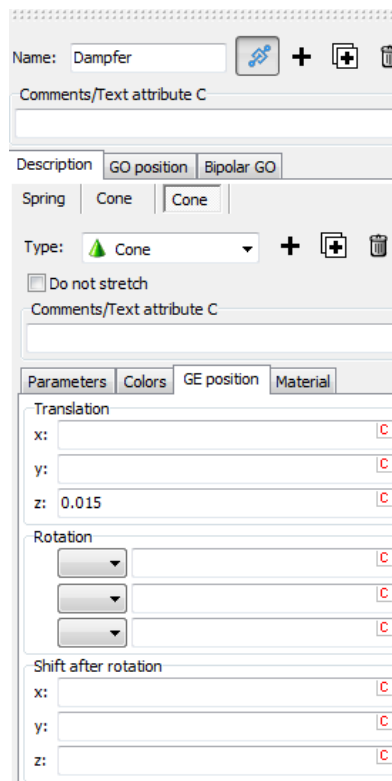 Name: Dampfer
Comments/Text attribute C
Description GO position Bipolar GO
Spring Cone Cone
Type: Cone
Do not stretch
Comments/Text attribute C
Parameters Colors GE position Material
Translation
x: C
y: C
z: 0.015 C
Rotation
C
C
C
Shift after rotation
x: C
y: C
z: C